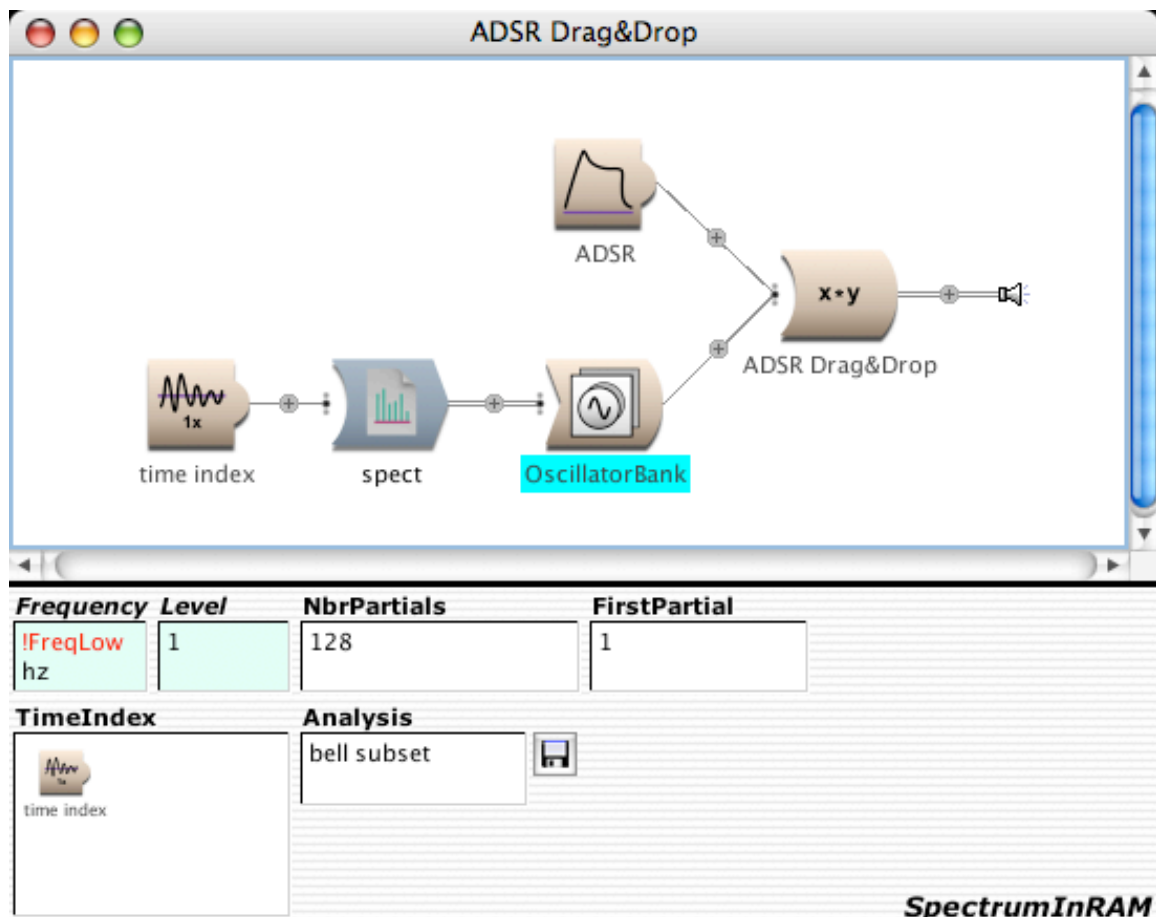 ADSR Drag&Drop
ADSR
x*y
ADSR Drag&Drop
1x
time index
spect
OscillatorBank
Frequency Level NbrPartials FirstPartial
!FreqLow
hz
1
128
1
TimeIndex
Analysis
time index
bell subset
SpectrumInRAM